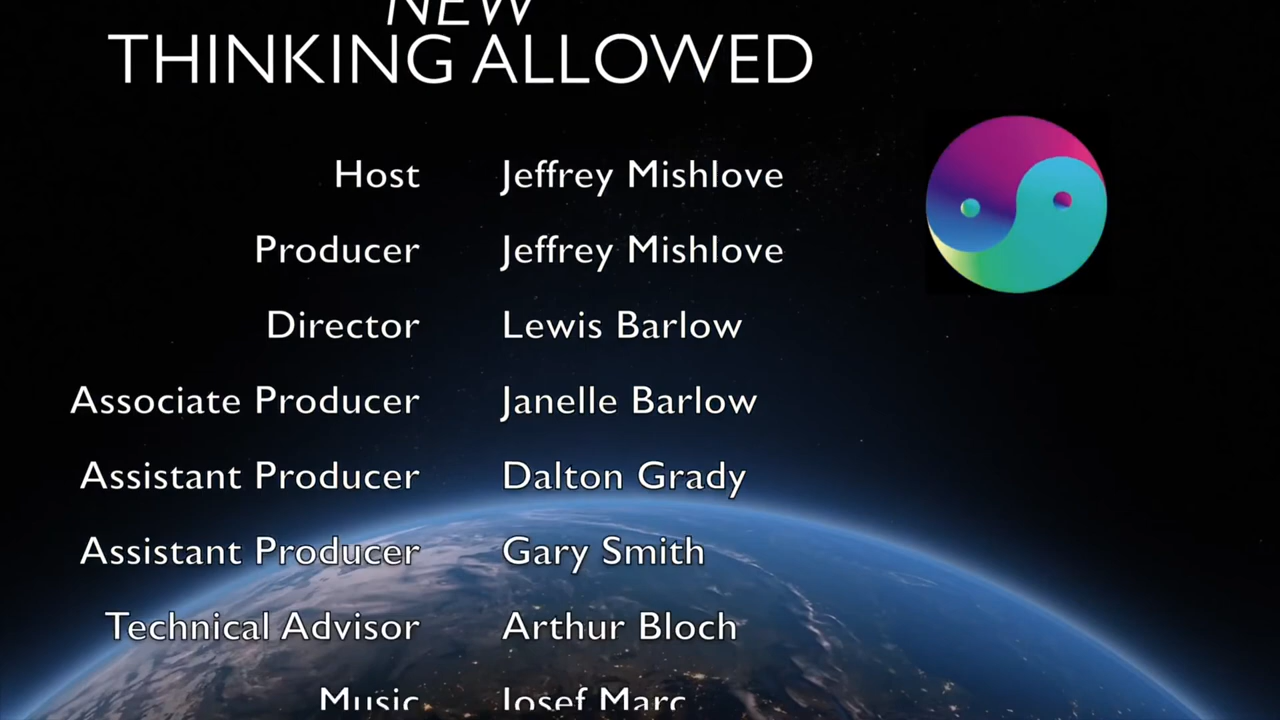 NEW
THINKING ALLOWED
Host Jeffrey Mishlove
Producer Jeffrey Mishlove
Director Lewis Barlow
Associate Producer Janelle Barlow
Assistant Producer Dalton Grady
Assistant Producer Gary Smith
Technical Advisor Arthur Bloch
Music Josef Marc